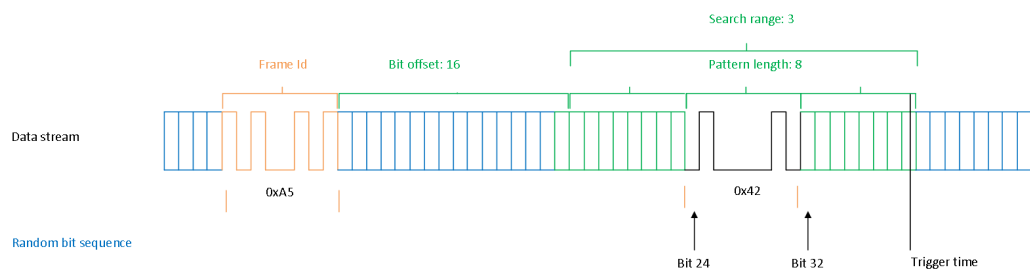 Search range: 3
Frame Id
Bit offset: 16
Pattern length: 8
Data stream
0xA5
0x42
Random bit sequence
Bit 24
Bit 32
Trigger time